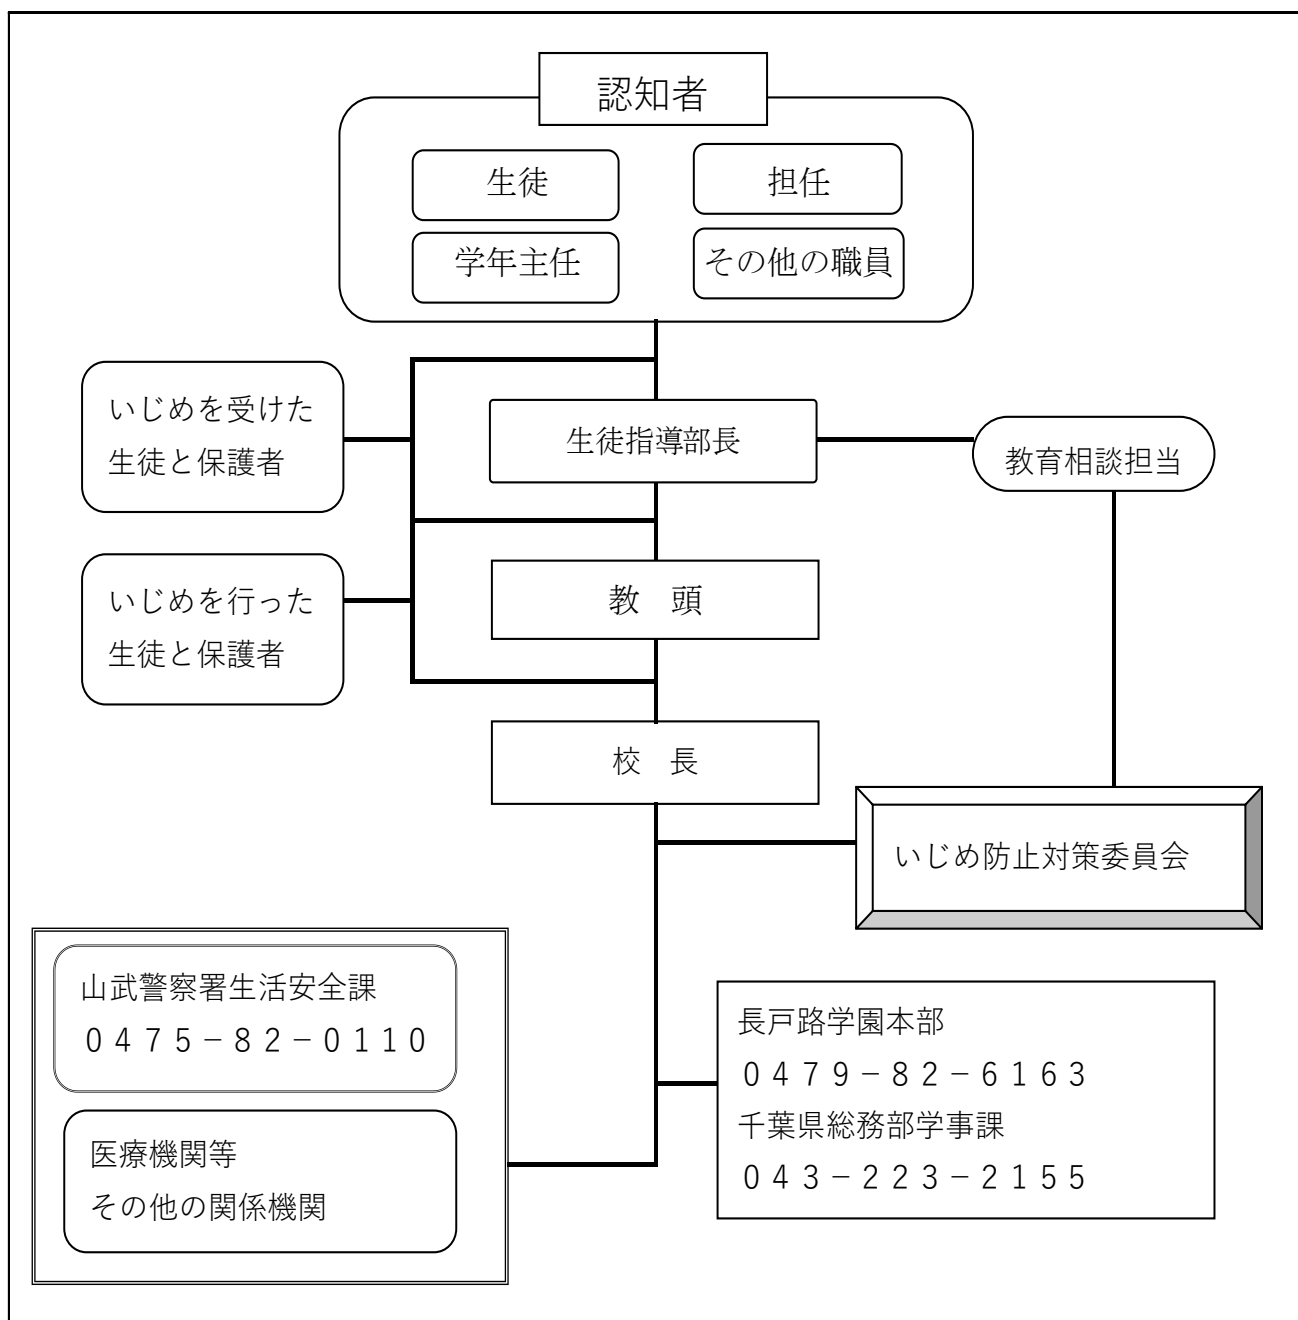 認知者
生徒
担任
学年主任
その他の職員
いじめを受けた
生徒と保護者
生徒指導部長
教育相談担当
いじめを行った
生徒と保護者
教　頭
校　長
いじめ防止対策委員会
山武警察署生活安全課
０４７５－８２－０１１０
医療機関等
その他の関係機関
長戸路学園本部
０４７９－８２－６１６３
千葉県総務部学事課
０４３－２２３－２１５５